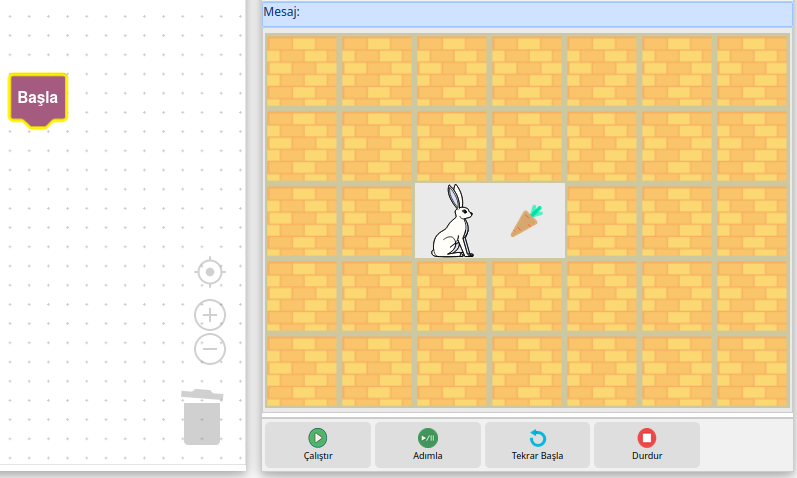 Mesaj:
Başla
Çalıştır
Adımla
Tekrar Başla
Durdur